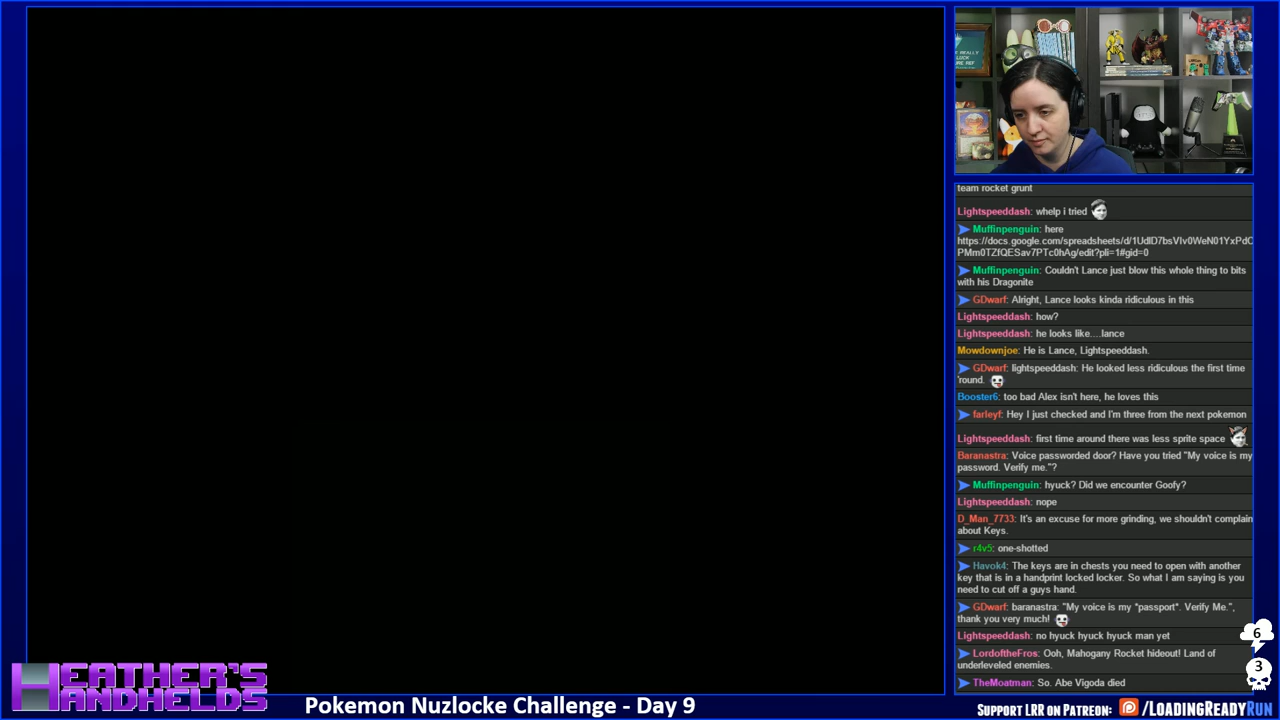 team rocket grunt
Lightspeeddash: whelp i tried
Muffinpenguin: here
https://docs.google.com/spreadsheets/d/1UdlD7bsVIv0WeN01YxPdC
PMm0TZfQESav7PTc0hAg/edit?pli=1#gid=0
Muffinpenguin: Couldn't Lance just blow this whole thing to bits
with his Dragonite
GDwarf: Alright, Lance looks kinda ridiculous in this
Lightspeeddash: how?
Lightspeeddash: he looks like....lance
Mowdownjoe: He is Lance, Lightspeeddash.
GDwarf: lightspeeddash: He looked less ridiculous the first time
'round.
Booster6: too bad Alex isn't here, he loves this
farleyf: Hey I just checked and I'm three from the next pokemon
Lightspeeddash: first time around there was less sprite space
Baranastra: Voice passworded door? Have you tried "My voice is my
password. Verify me."?
Muffinpenguin: hyuck? Did we encounter Goofy?
Lightspeeddash: nope
D_Man_7733: It's an excuse for more grinding, we shouldn't complain
about Keys.
r4v5: one-shotted
Havok4: The keys are in chests you need to open with another
key that is in a handprint locked locker. So what I am saying is you
need to cut off a guys hand.
GDwarf: baranastra: "My voice is my *passport*. Verify Me.",
thank you very much!
Lightspeeddash: no hyuck hyuck hyuck man yet
LordoftheFros: Ooh, Mahogany Rocket hideout! Land of
underleveled enemies.
TheMoatman: So. Abe Vigoda died
6
3
HEATHER'S
HANDHELDS
Pokemon Nuzlocke Challenge - Day 9
SUPPORT LRR ON PATREON: /LOADINGREADYRUN